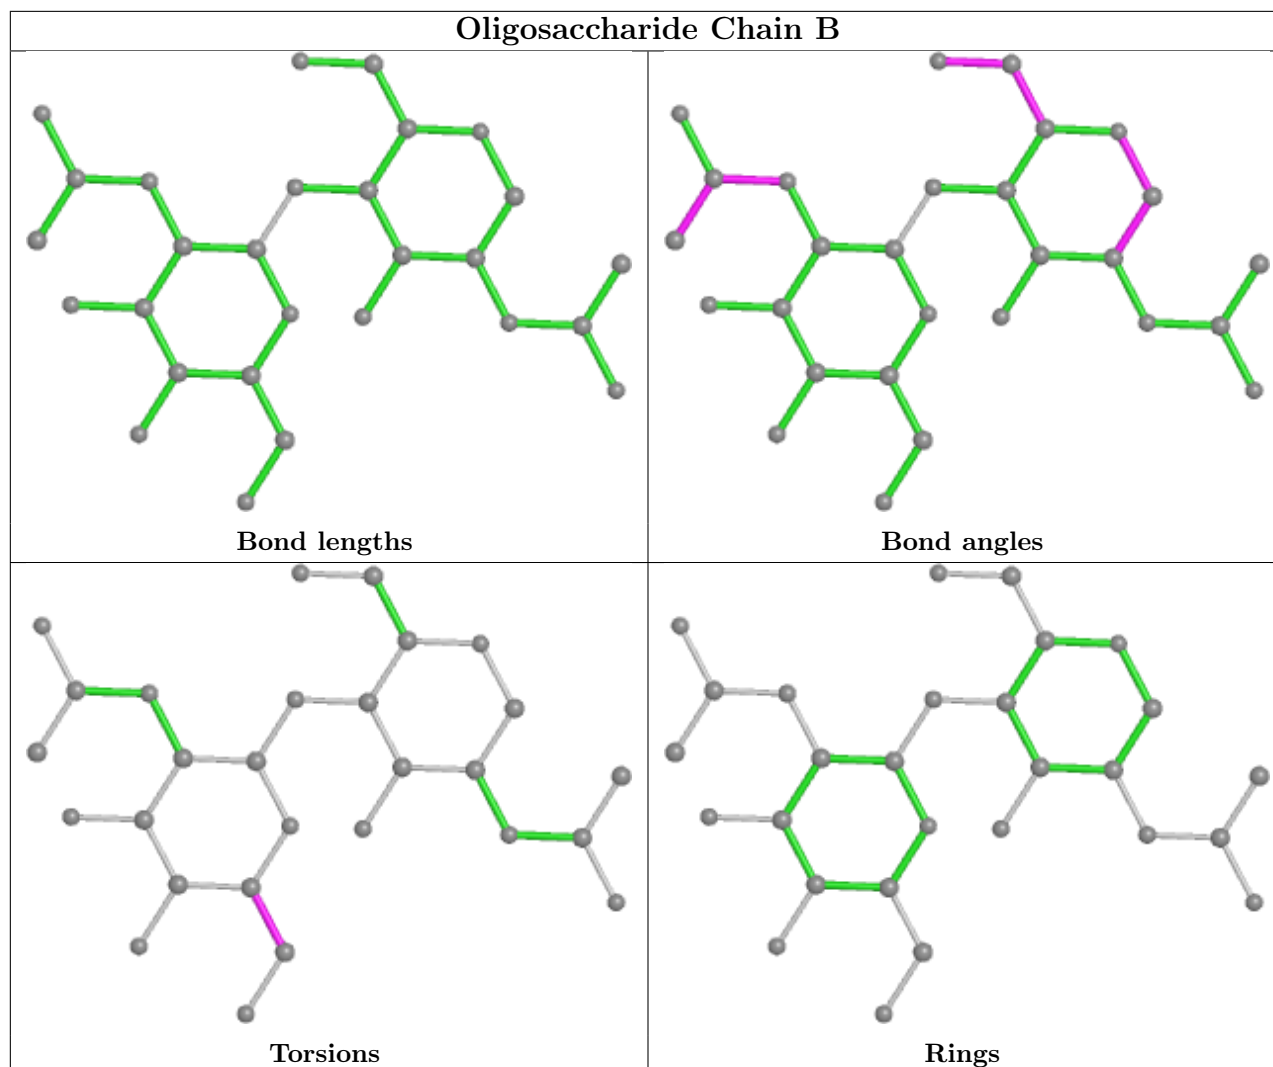 Oligosaccharide Chain B
Bond lengths
Bond angles
Torsions
Rings